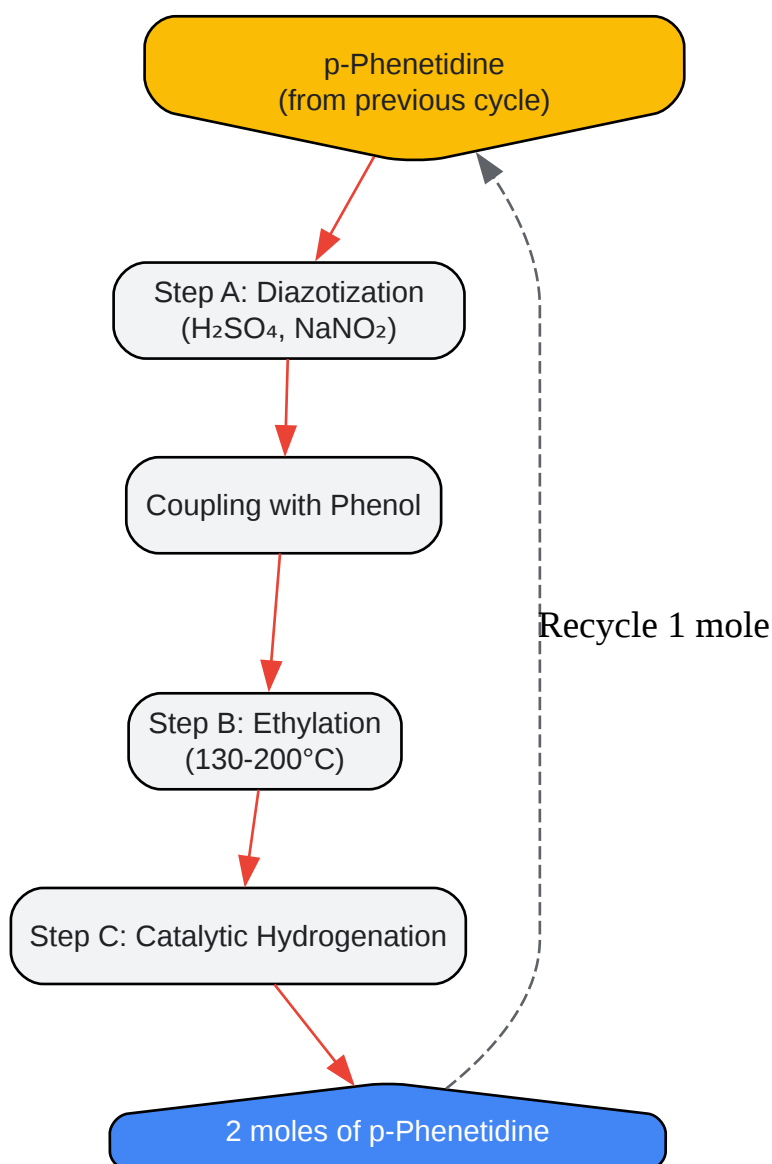 p-Phenetidine
(from previous cycle)
Step A: Diazotization
(H₂SO₄, NaNO₂)
Coupling with Phenol
Recycle 1 mole
Step B: Ethylation
(130-200°C)
Step C: Catalytic Hydrogenation
2 moles of p-Phenetidine